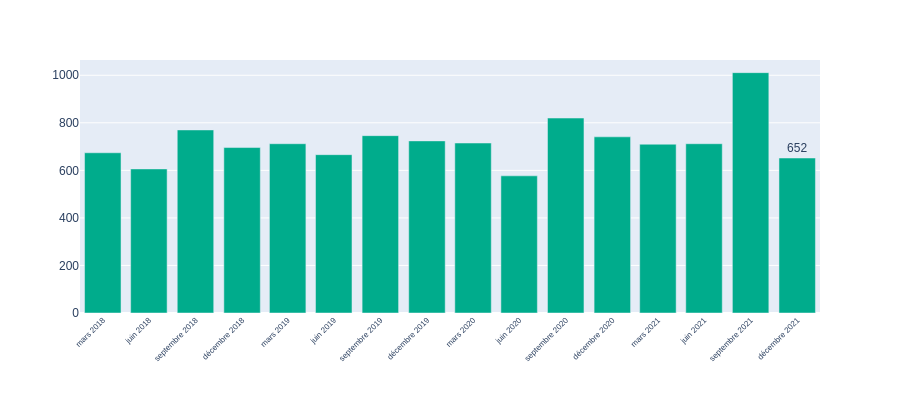 1000
800
600
400
200
0
652
mars 2018
juin 2018
septembre 2018
décembre 2018
mars 2019
juin 2019
septembre 2019
décembre 2019
mars 2020
juin 2020
septembre 2020
décembre 2020
mars 2021
juin 2021
septembre 2021
décembre 2021